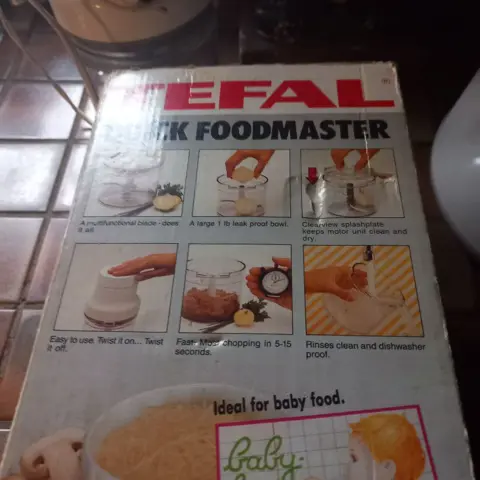 TEFAL
QUICK FOODMASTER
A multifunctional blade - does
it all.
A large 1 lb leak proof bowl.
Clearview splashplate
keeps motor unit clean and
dry.
Easy to use. Twist it on... Twist
it off.
Fast. Most chopping in 5-15
seconds.
Rinses clean and dishwasher
proof.
Ideal for baby food.
baby-